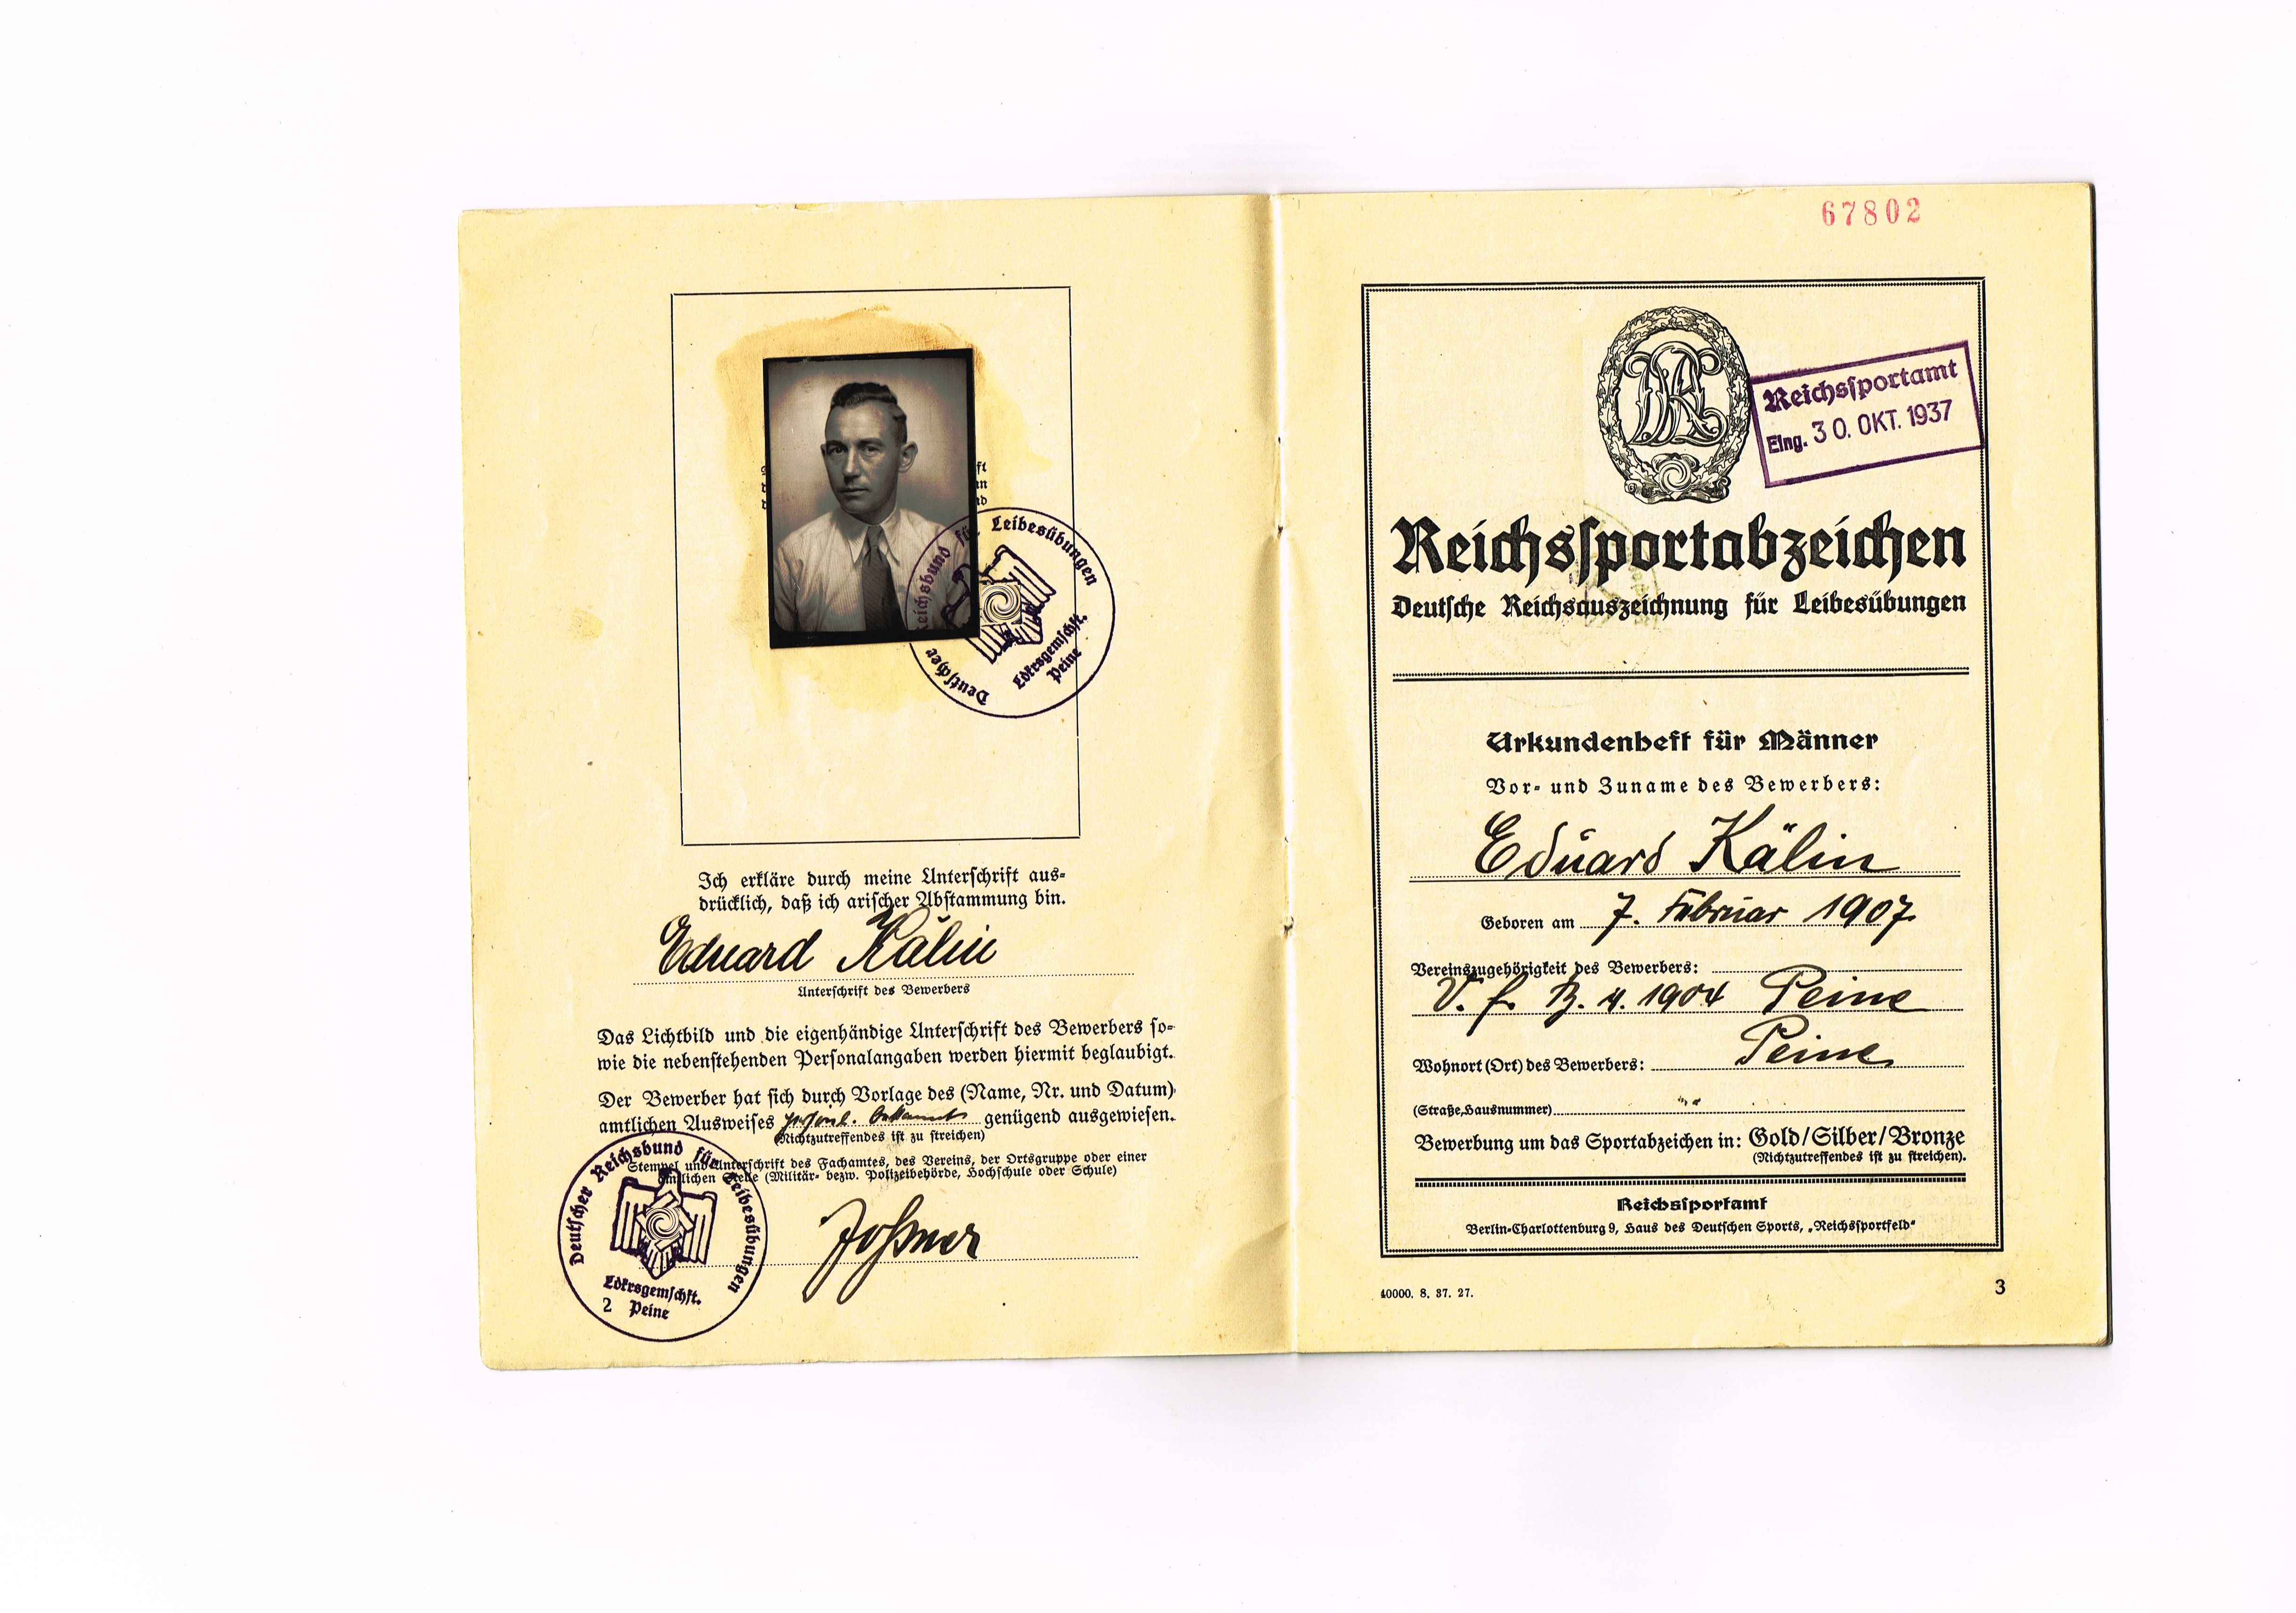 Ich erkläre durch meine Unterschrift aus-
drücklich, daß ich arischer Abstammung bin.
Eduard Kälin
Unterschrift des Bewerbers
Das Lichtbild und die eigenhändige Unterschrift des Bewerbers so-
wie die nebenstehenden Personalangaben werden hiermit beglaubigt.
Der Bewerber hat sich durch Vorlage des (Name, Nr. und Datum)
amtlichen Ausweises persönl. bekannt genügend ausgewiesen.
(Nichtzutreffendes ist zu streichen)
Stempel und Unterschrift des Fachamtes, des Vereins, der Ortsgruppe oder einer
amtlichen Stelle (Militär- bezw. Polizeibehörde, Hochschule oder Schule)
Deutscher Reichsbund für Leibesübungen
Ldkrsgemschft.
Peine
Deutscher Reichsbund für Leibesübungen
Ldkrsgemschft.
Peine
2
67802
Reichssportamt
Eing. 30. OKT. 1937
Reichssportabzeichen
Deutsche Reichsauszeichnung für Leibesübungen
Urkundenheft für Männer
Vor- und Zuname des Bewerbers:
Eduard Kälin
Geboren am 7. Februar 1907
Vereinszugehörigkeit des Bewerbers:
V. f. B. v. 1904 Peine
Wohnort (Ort) des Bewerbers: Peine
(Straße, Hausnummer)
Bewerbung um das Sportabzeichen in: Gold/Silber/Bronze
(Nichtzutreffendes ist zu streichen).
Reichssportamt
Berlin-Charlottenburg 9, Haus des Deutschen Sports, „Reichssportfeld"
40000. 8. 37. 27.
3